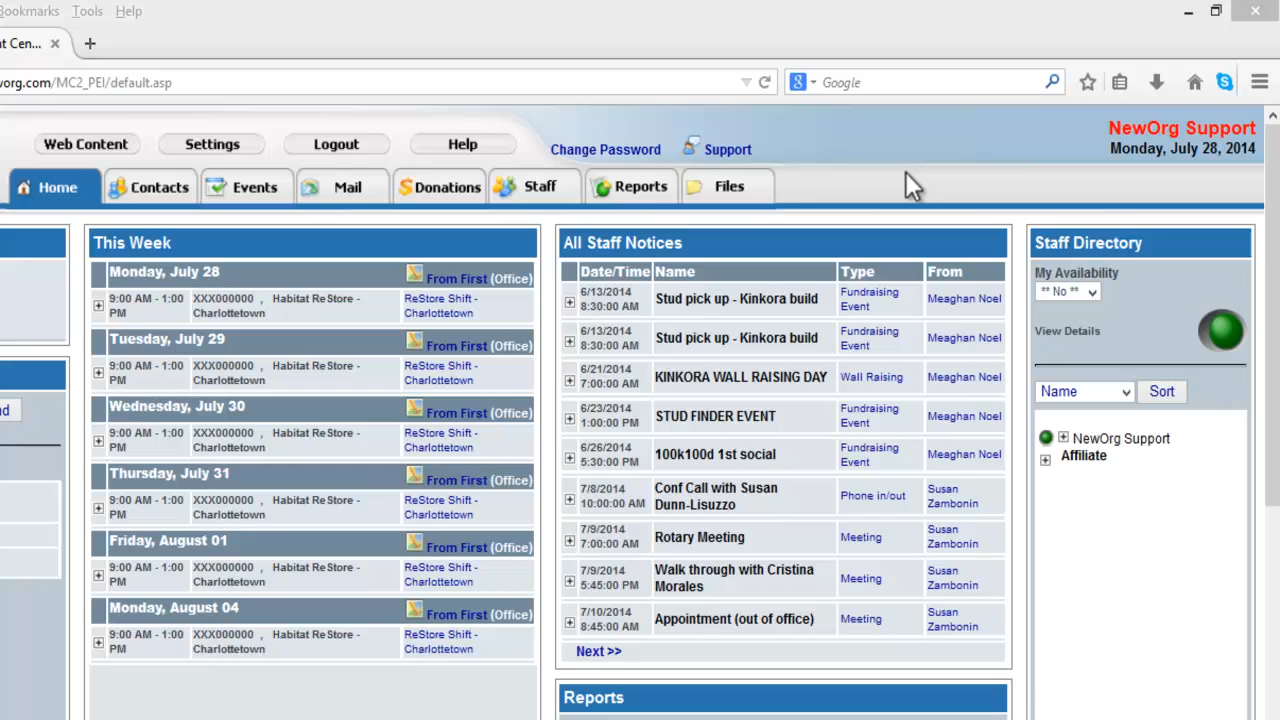 Bookmarks Tools Help
t Cen...
worg.com/MC2_PEI/default.asp
Google
Web Content Settings Logout Help
Change Password Support
NewOrg Support
Monday, July 28, 2014
Home Contacts Events Mail Donations Staff Reports Files
This Week
Monday, July 28 From First (Office)
9:00 AM - 1:00 PM XXX000000 , Habitat ReStore - Charlottetown ReStore Shift - Charlottetown
Tuesday, July 29 From First (Office)
9:00 AM - 1:00 PM XXX000000 , Habitat ReStore - Charlottetown ReStore Shift - Charlottetown
Wednesday, July 30 From First (Office)
9:00 AM - 1:00 PM XXX000000 , Habitat ReStore - Charlottetown ReStore Shift - Charlottetown
Thursday, July 31 From First (Office)
9:00 AM - 1:00 PM XXX000000 , Habitat ReStore - Charlottetown ReStore Shift - Charlottetown
Friday, August 01 From First (Office)
9:00 AM - 1:00 PM XXX000000 , Habitat ReStore - Charlottetown ReStore Shift - Charlottetown
Monday, August 04 From First (Office)
9:00 AM - 1:00 PM XXX000000 , Habitat ReStore - Charlottetown ReStore Shift - Charlottetown
All Staff Notices
Date/Time Name Type From
6/13/2014 8:30:00 AM Stud pick up - Kinkora build Fundraising Event Meaghan Noel
6/13/2014 8:30:00 AM Stud pick up - Kinkora build Fundraising Event Meaghan Noel
6/21/2014 7:00:00 AM KINKORA WALL RAISING DAY Wall Raising Meaghan Noel
6/23/2014 1:00:00 PM STUD FINDER EVENT Fundraising Event Meaghan Noel
6/26/2014 5:30:00 PM 100k100d 1st social Fundraising Event Meaghan Noel
7/8/2014 10:00:00 AM Conf Call with Susan Dunn-Lisuzzo Phone in/out Susan Zambonin
7/9/2014 7:00:00 AM Rotary Meeting Meeting Susan Zambonin
7/9/2014 5:45:00 PM Walk through with Cristina Morales Meeting Susan Zambonin
7/10/2014 8:45:00 AM Appointment (out of office) Meeting Susan Zambonin
Next >>
Reports
Staff Directory
My Availability
** No **
View Details
Name Sort
NewOrg Support
Affiliate